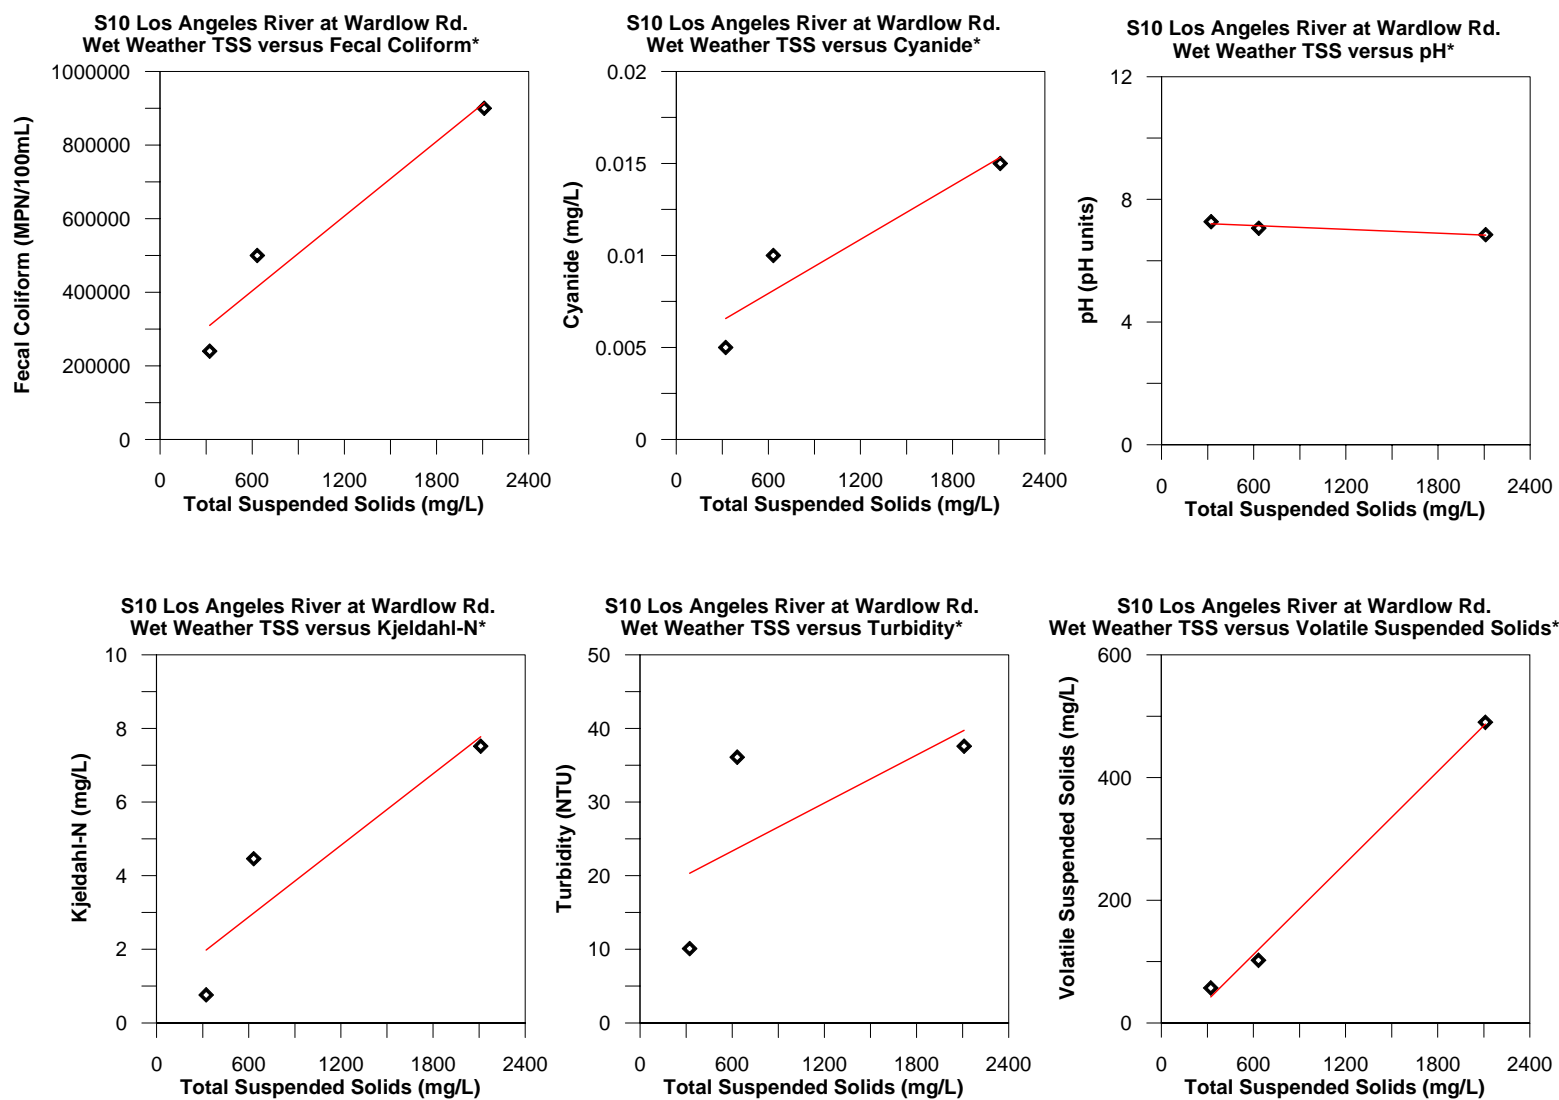 S10 Los Angeles River at Wardlow Rd.
Wet Weather TSS versus Fecal Coliform*
1000000
800000
600000
400000
200000
0
Fecal Coliform (MPN/100mL)
0 600 1200 1800 2400
Total Suspended Solids (mg/L)
S10 Los Angeles River at Wardlow Rd.
Wet Weather TSS versus Cyanide*
0.02
0.015
0.01
0.005
0
Cyanide (mg/L)
0 600 1200 1800 2400
Total Suspended Solids (mg/L)
S10 Los Angeles River at Wardlow Rd.
Wet Weather TSS versus pH*
12
8
4
0
pH (pH units)
0 600 1200 1800 2400
Total Suspended Solids (mg/L)
S10 Los Angeles River at Wardlow Rd.
Wet Weather TSS versus Kjeldahl-N*
10
8
6
4
2
0
Kjeldahl-N (mg/L)
0 600 1200 1800 2400
Total Suspended Solids (mg/L)
S10 Los Angeles River at Wardlow Rd.
Wet Weather TSS versus Turbidity*
50
40
30
20
10
0
Turbidity (NTU)
0 600 1200 1800 2400
Total Suspended Solids (mg/L)
S10 Los Angeles River at Wardlow Rd.
Wet Weather TSS versus Volatile Suspended Solids*
600
400
200
0
Volatile Suspended Solids (mg/L)
0 600 1200 1800 2400
Total Suspended Solids (mg/L)